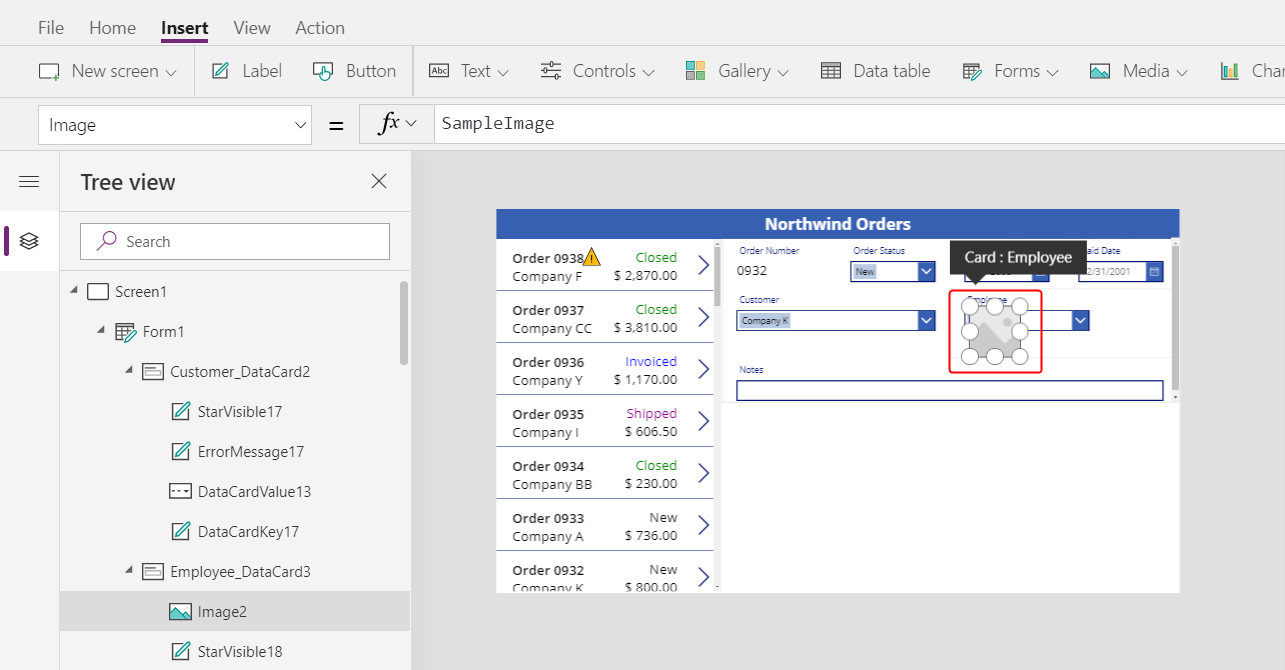 File Home Insert View Action
New screen Label Button Abc Text Controls Gallery Data table Forms Media
Image = fx SampleImage
Tree view
Search
Screen1
Form1
Customer_DataCard2
StarVisible17
ErrorMessage17
DataCardValue13
DataCardKey17
Employee_DataCard3
Image2
StarVisible18
Northwind Orders
Order 0938 Closed
Company F $ 2,870.00
Order 0937 Closed
Company CC $ 3,810.00
Order 0936 Invoiced
Company Y $ 1,170.00
Order 0935 Shipped
Company I $ 606.50
Order 0934 Closed
Company BB $ 230.00
Order 0933 New
Company A $ 736.00
Order 0932 New
Company K $ 800.00
Order Number Order Status Date
Card : Employee
0932 New 2/31/2001
Customer Employee
Company K
Notes